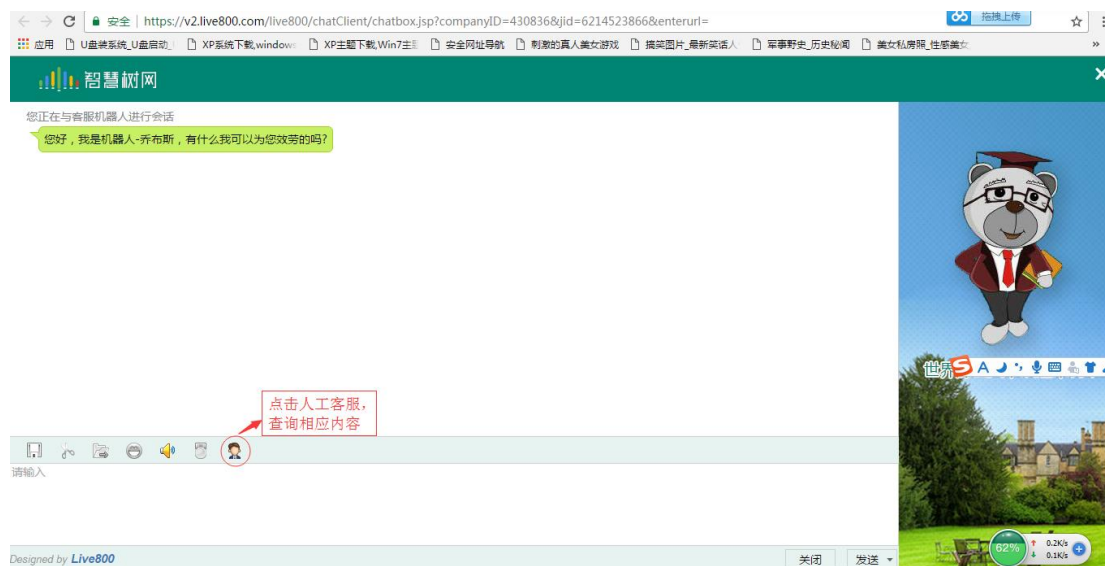 安全 | https://v2.live800.com/live800/chatClient/chatbox.jsp?companyID=430836&jid=6214523866&enterurl=
拖拽上传
应用 U盘装系统_U盘启动_ XP系统下载,window XP主题下载,Win7主 安全网址导航 刺激的真人美女游戏 搞笑图片_最新笑话 军事野史_历史秘闻 美女私房照_性感美女 »
智慧树网
您正在与客服机器人进行会话
您好，我是机器人-乔布斯，有什么我可以为您效劳的吗?
世界
点击人工客服，
查询相应内容
请输入
62% 0.2K/s
0.1K/s
Designed by Live800
关闭 发送